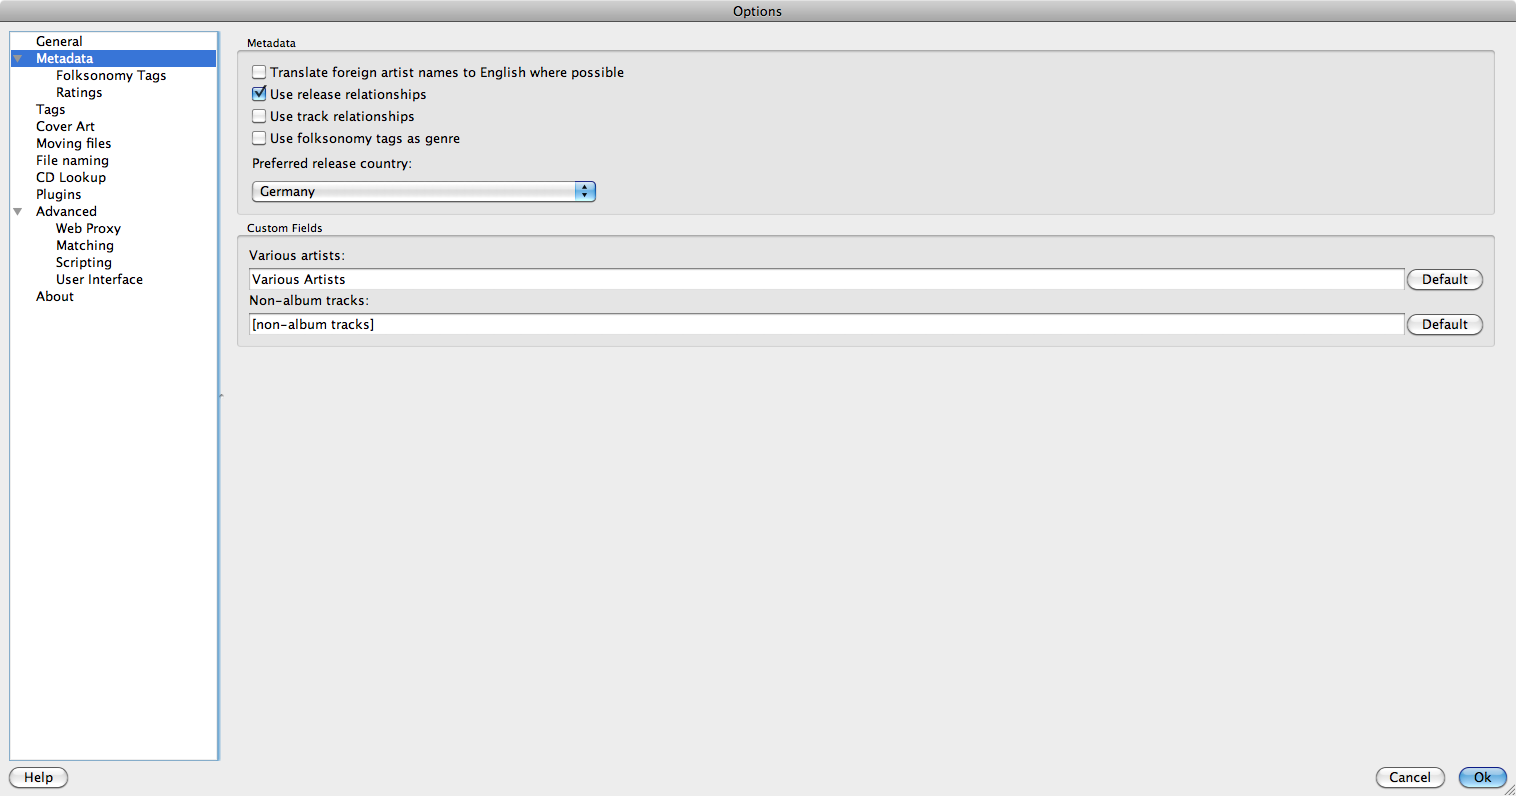 Options
General
Metadata
Folksonomy Tags
Ratings
Tags
Cover Art
Moving files
File naming
CD Lookup
Plugins
Advanced
Web Proxy
Matching
Scripting
User Interface
About
Metadata
Translate foreign artist names to English where possible
Use release relationships
Use track relationships
Use folksonomy tags as genre
Preferred release country:
Germany
Custom Fields
Various artists:
Various Artists Default
Non-album tracks:
[non-album tracks] Default
Help Cancel Ok